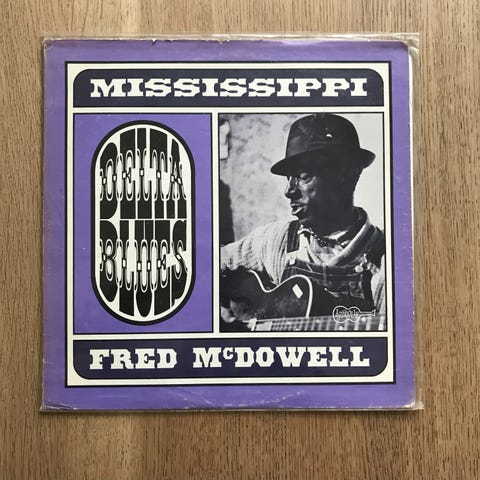 MISSISSIPPI
DELTA
BLUES
FRED McDOWELL